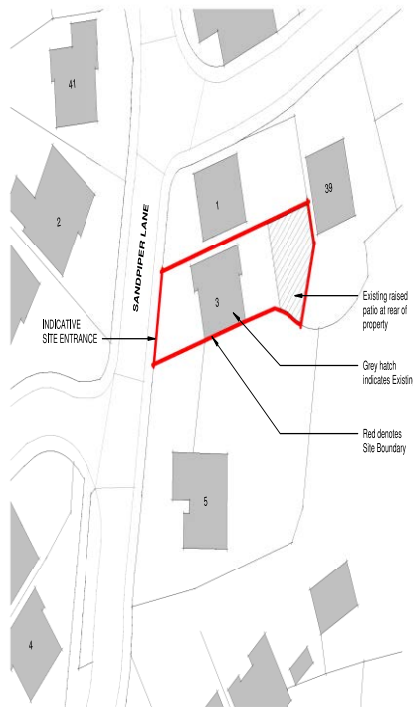 41
2
1
39
SANDPIPER LANE
3
Existing raised
patio at rear of
property
INDICATIVE
SITE ENTRANCE
Grey hatch
indicates Existin
Red denotes
Site Boundary
5
4